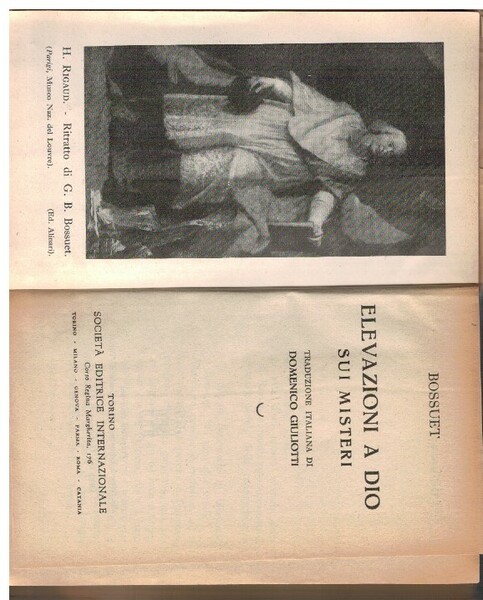 H. RIGAUD. - Ritratto di G. B. Bossuet.
(Parigi, Museo Naz. del Louvre). (Ed. Alinari).
BOSSUET
ELEVAZIONI A DIO
SUI MISTERI
TRADUZIONE ITALIANA DI
DOMENICO GIULIOTTI
TORINO
SOCIETÀ EDITRICE INTERNAZIONALE
Corso Regina Margherita, 176
TORINO - MILANO - GENOVA - PARMA - ROMA - CATANIA